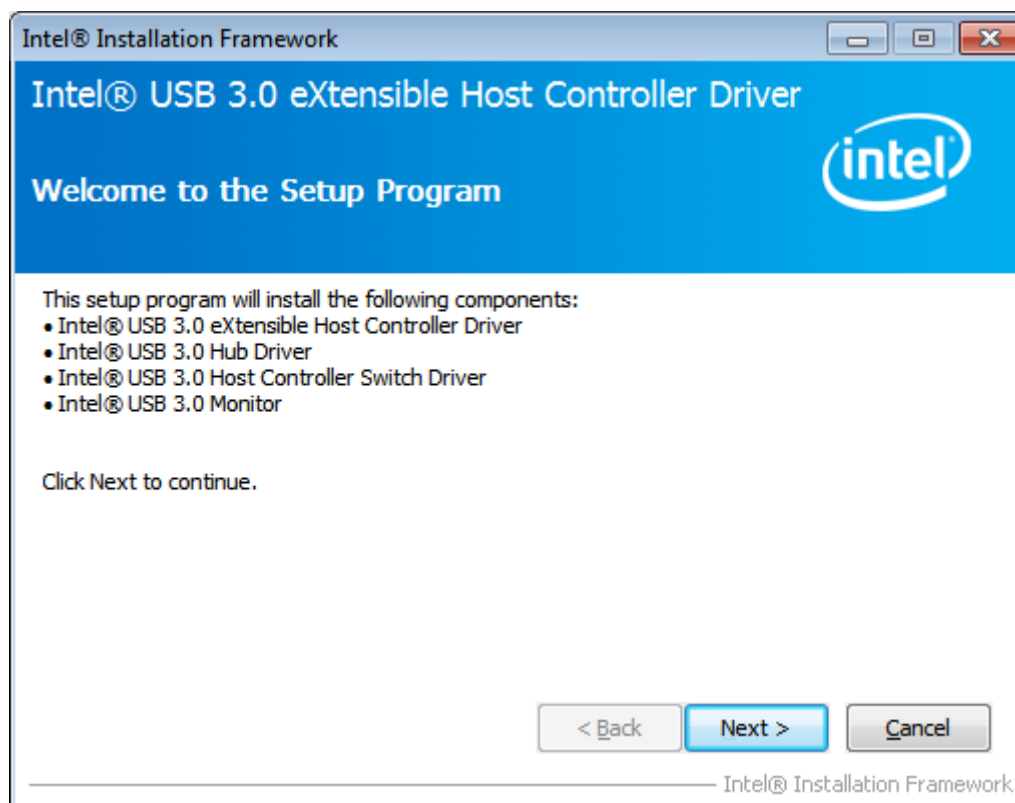 Intel® Installation Framework
Intel® USB 3.0 eXtensible Host Controller Driver
intel
Welcome to the Setup Program
This setup program will install the following components:
• Intel® USB 3.0 eXtensible Host Controller Driver
• Intel® USB 3.0 Hub Driver
• Intel® USB 3.0 Host Controller Switch Driver
• Intel® USB 3.0 Monitor
Click Next to continue.
< Back Next > Cancel
Intel® Installation Framework